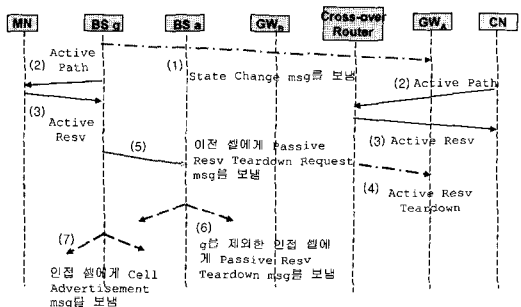 MN
BS g
BS a
GW_B
Cross-over
Router
GW_A
CN
Active
(2) Path
(1)
State Change msg를 보냄
(2) Active Path
(3)
Active
Resv
(3) Active Resv
(5)
이전 셀에게 Passive
Resv Teardown Request
msg를 보냄
(4)
Active Resv
Teardown
(6)
g를 제외한 인접 셀에
게 Passive Resv
Teardown msg를 보냄
(7)
인접 셀에게 Cell
Advertisement
msg를 보냄